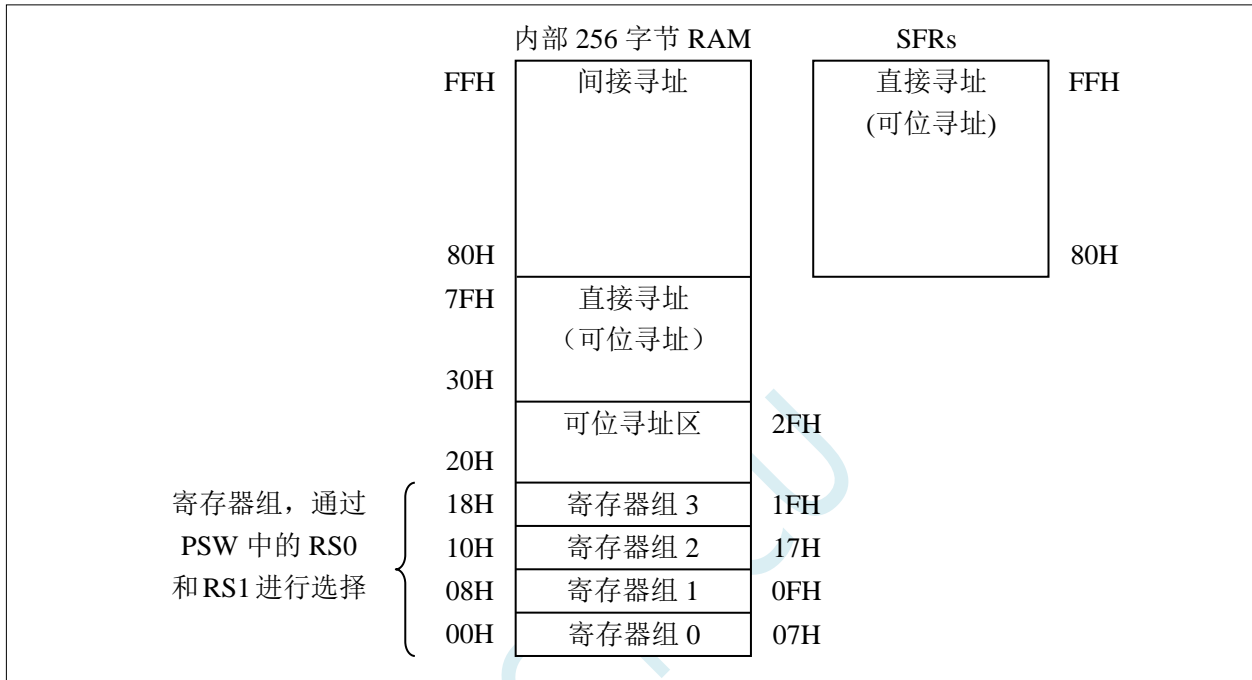 内部 256 字节 RAM SFRs
FFH 间接寻址 直接寻址 FFH
(可位寻址)
80H 80H
7FH 直接寻址
（可位寻址）
30H
可位寻址区 2FH
20H
寄存器组，通过 18H 寄存器组 3 1FH
PSW 中的 RS0 10H 寄存器组 2 17H
和 RS1 进行选择 08H 寄存器组 1 0FH
00H 寄存器组 0 07H